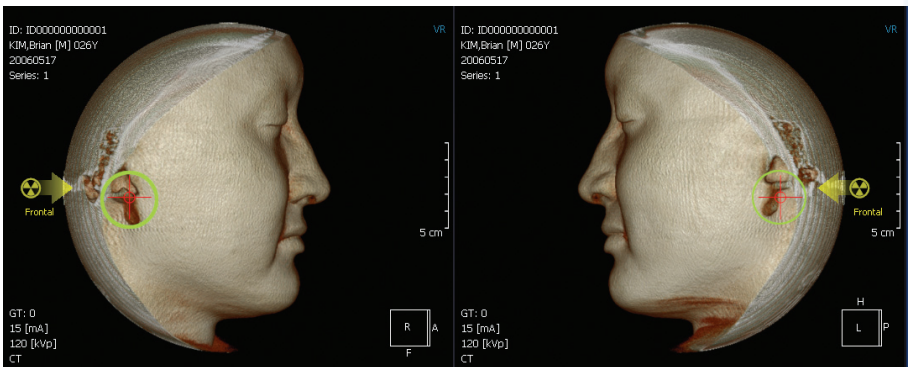 ID: ID000000000001
KIM,Brian [M] 026Y
20060517
Series: 1
VR
Frontal
5 cm
GT: 0
15 [mA]
120 [kVp]
CT
R
A
F
ID: ID000000000001
KIM,Brian [M] 026Y
20060517
Series: 1
VR
Frontal
5 cm
GT: 0
15 [mA]
120 [kVp]
CT
H
L
P